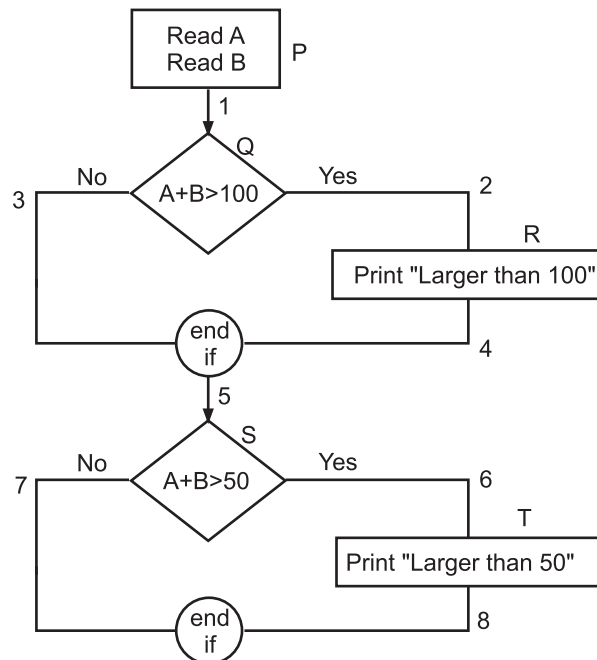 Read A
Read B
P
1
Q
No
Yes
3
A+B>100
2
R
Print "Larger than 100"
end
if
4
5
S
No
Yes
7
A+B>50
6
T
Print "Larger than 50"
end
if
8